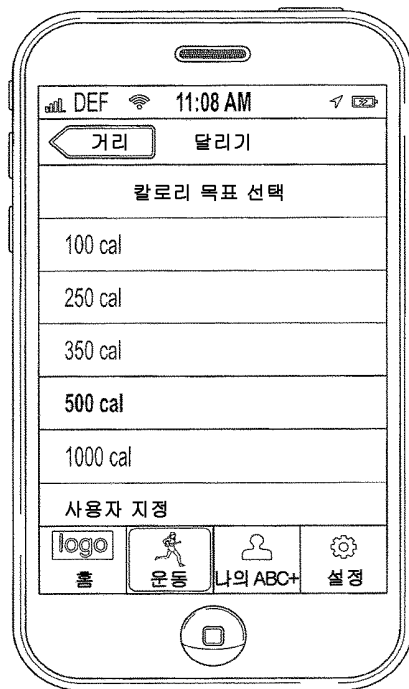 DEF 11:08 AM
거리 달리기
칼로리 목표 선택
100 cal
250 cal
350 cal
500 cal
1000 cal
사용자 지정
logo
홈 운동 나의 ABC+ 설정